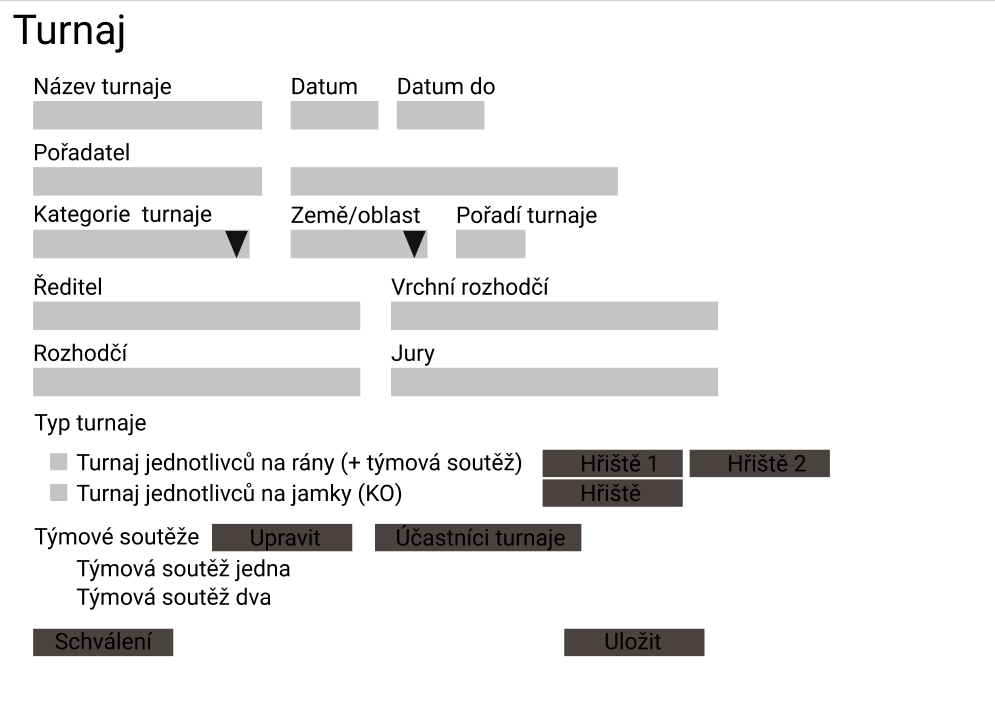 Turnaj
Název turnaje Datum Datum do
Pořadatel
Kategorie turnaje Země/oblast Pořadí turnaje
Ředitel Vrchní rozhodčí
Rozhodčí Jury
Typ turnaje
Turnaj jednotlivců na rány (+ týmová soutěž) Hřiště 1 Hřiště 2
Turnaj jednotlivců na jamky (KO) Hřiště
Týmové soutěže Upravit Účastníci turnaje
Týmová soutěž jedna
Týmová soutěž dva
Schválení Uložit